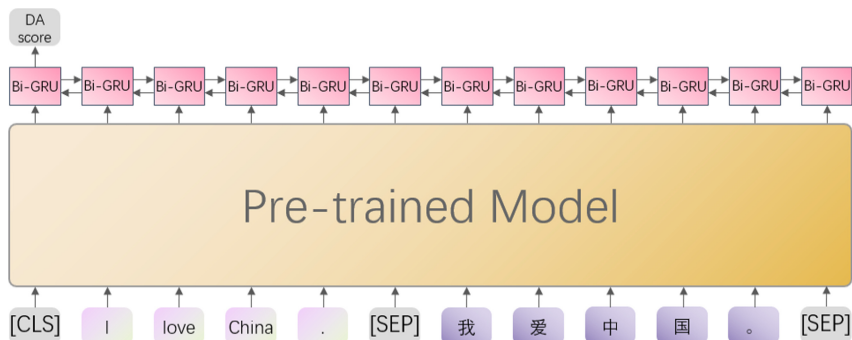 DA
score
Bi-GRU Bi-GRU Bi-GRU Bi-GRU Bi-GRU Bi-GRU Bi-GRU Bi-GRU Bi-GRU Bi-GRU Bi-GRU Bi-GRU
Pre-trained Model
[CLS] I love China . [SEP] 我 爱 中 国 。 [SEP]